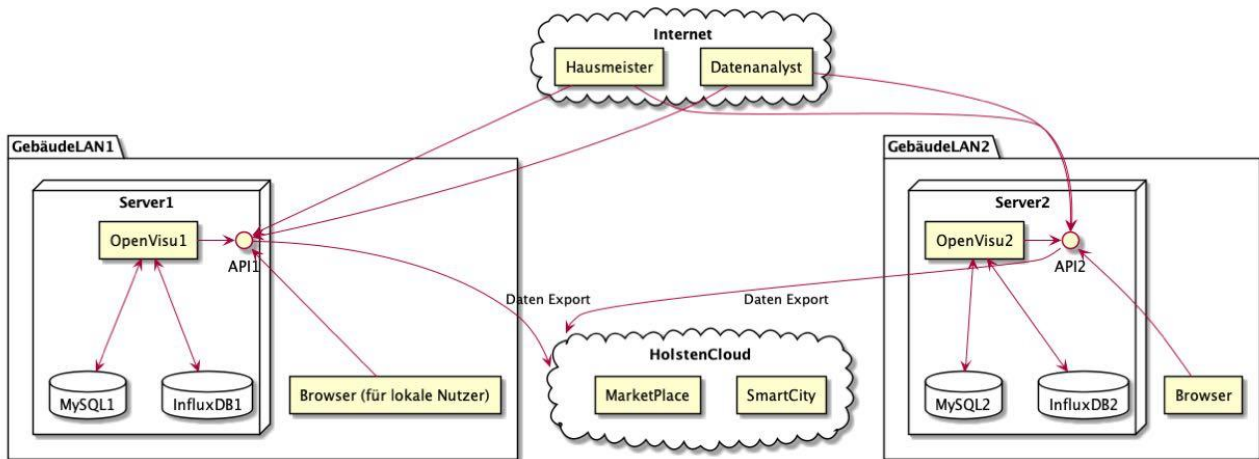 Internet
Hausmeister
Datenanalyst
GebäudeLAN1
Server1
OpenVisu1
API1
MySQL1
InfluxDB1
Browser (für lokale Nutzer)
Daten Export
Daten Export
HolstenCloud
MarketPlace
SmartCity
GebäudeLAN2
Server2
OpenVisu2
API2
MySQL2
InfluxDB2
Browser